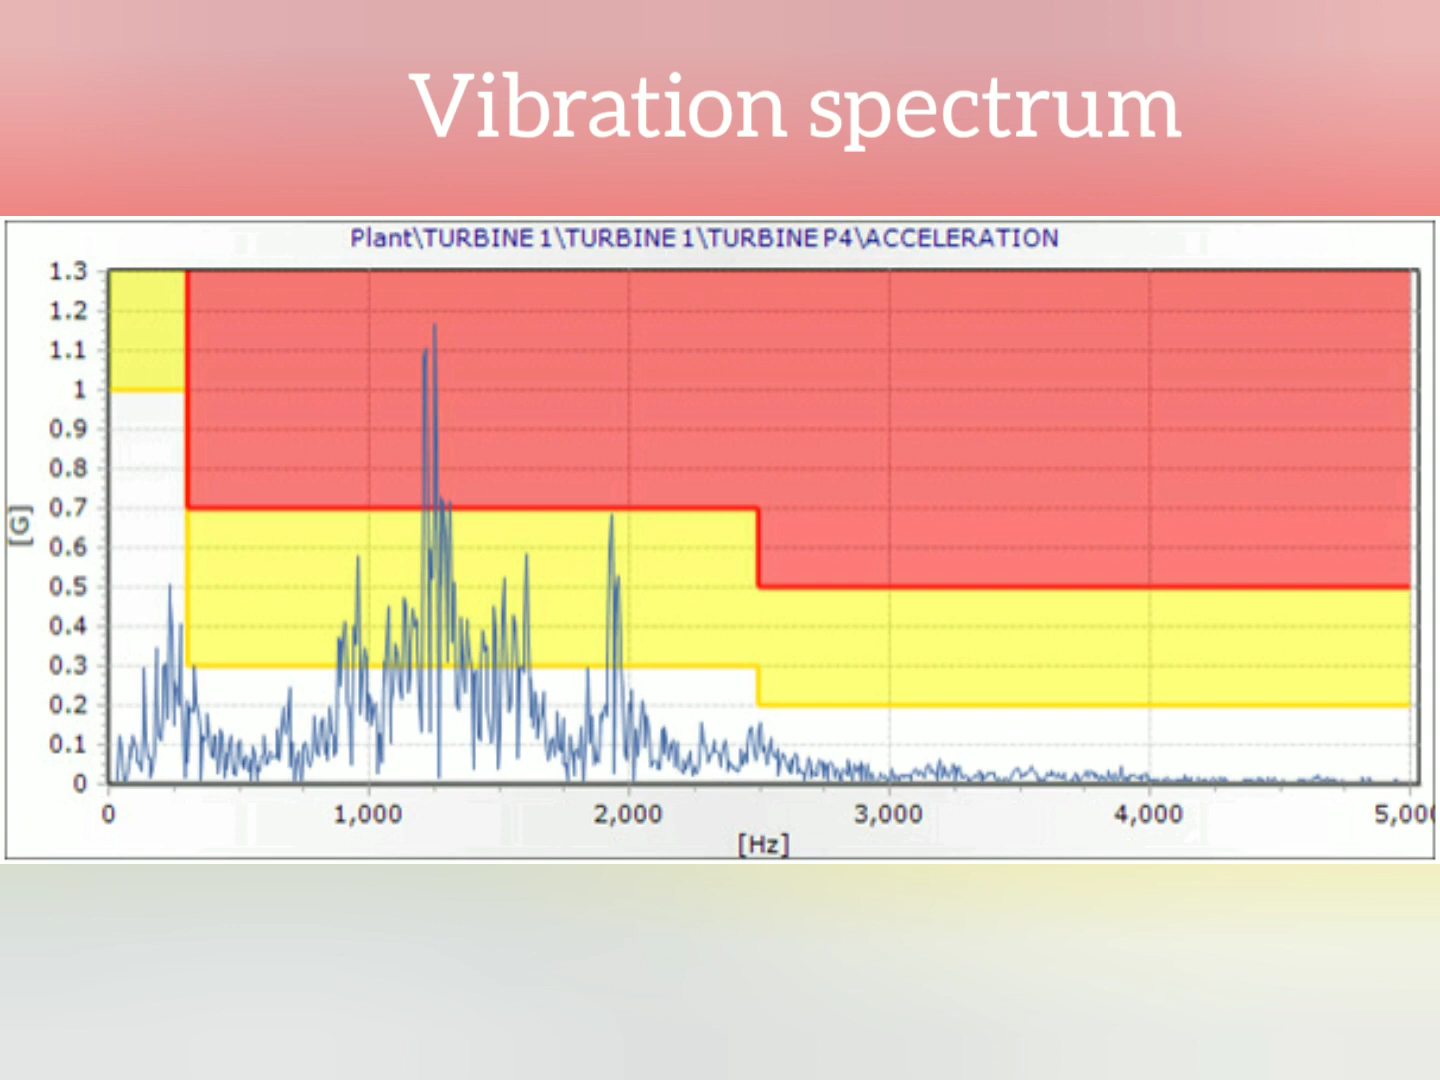 Vibration spectrum
Plant\TURBINE 1\TURBINE 1\TURBINE P4\ACCELERATION
1.3
1.2
1.1
1
0.9
0.8
0.7
0.6
0.5
0.4
0.3
0.2
0.1
0
[G]
0 1,000 2,000 3,000 4,000 5,00
[Hz]